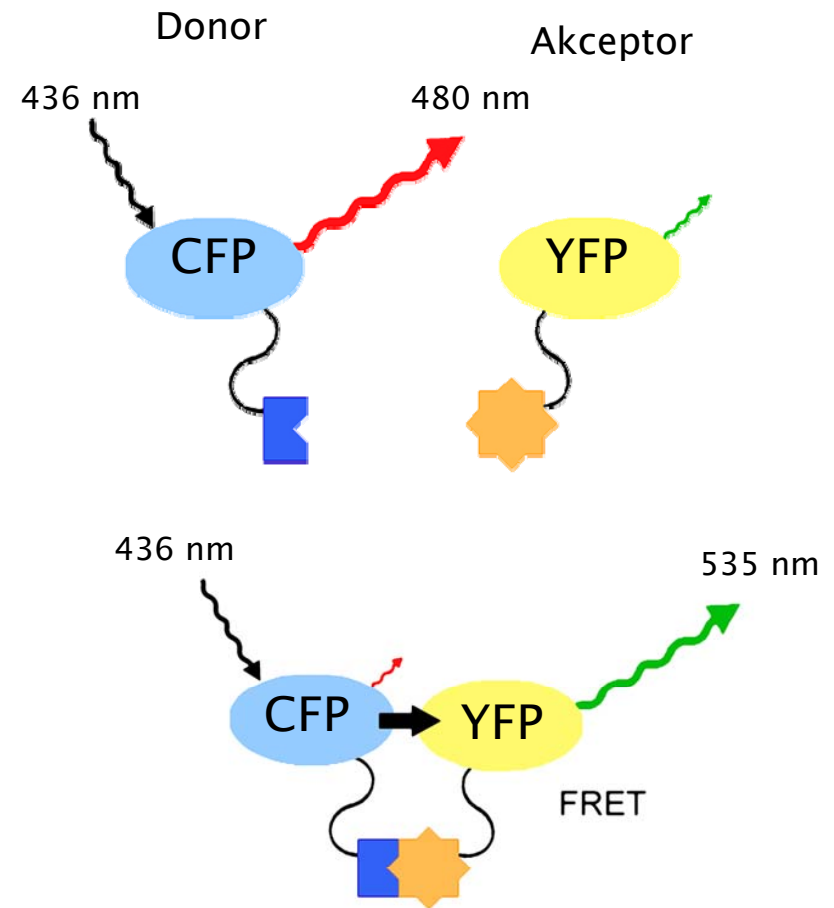 Donor
Akceptor
436 nm
480 nm
CFP
YFP
436 nm
535 nm
CFP
YFP
FRET